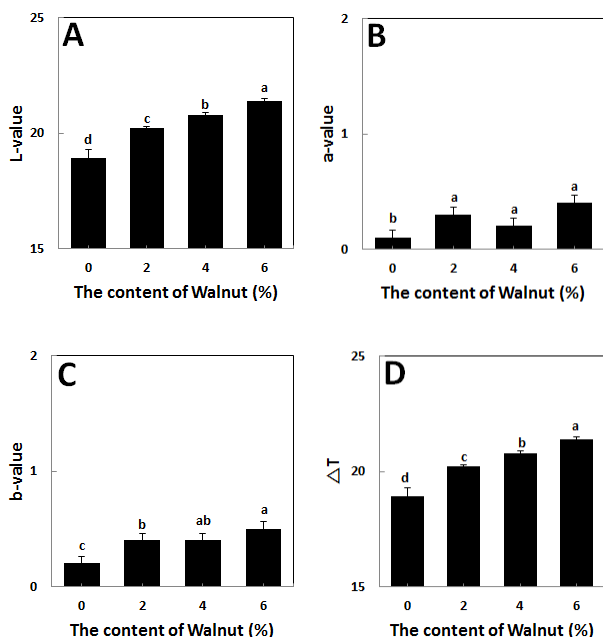 A
25
20
15
L-value
d
c
b
a
0 2 4 6
The content of Walnut (%)
B
2
1
0
a-value
b
a
a
a
0 2 4 6
The content of Walnut (%)
C
2
1
0
b-value
c
b
ab
a
0 2 4 6
The content of Walnut (%)
D
25
20
15
△T
d
c
b
a
0 2 4 6
The content of Walnut (%)